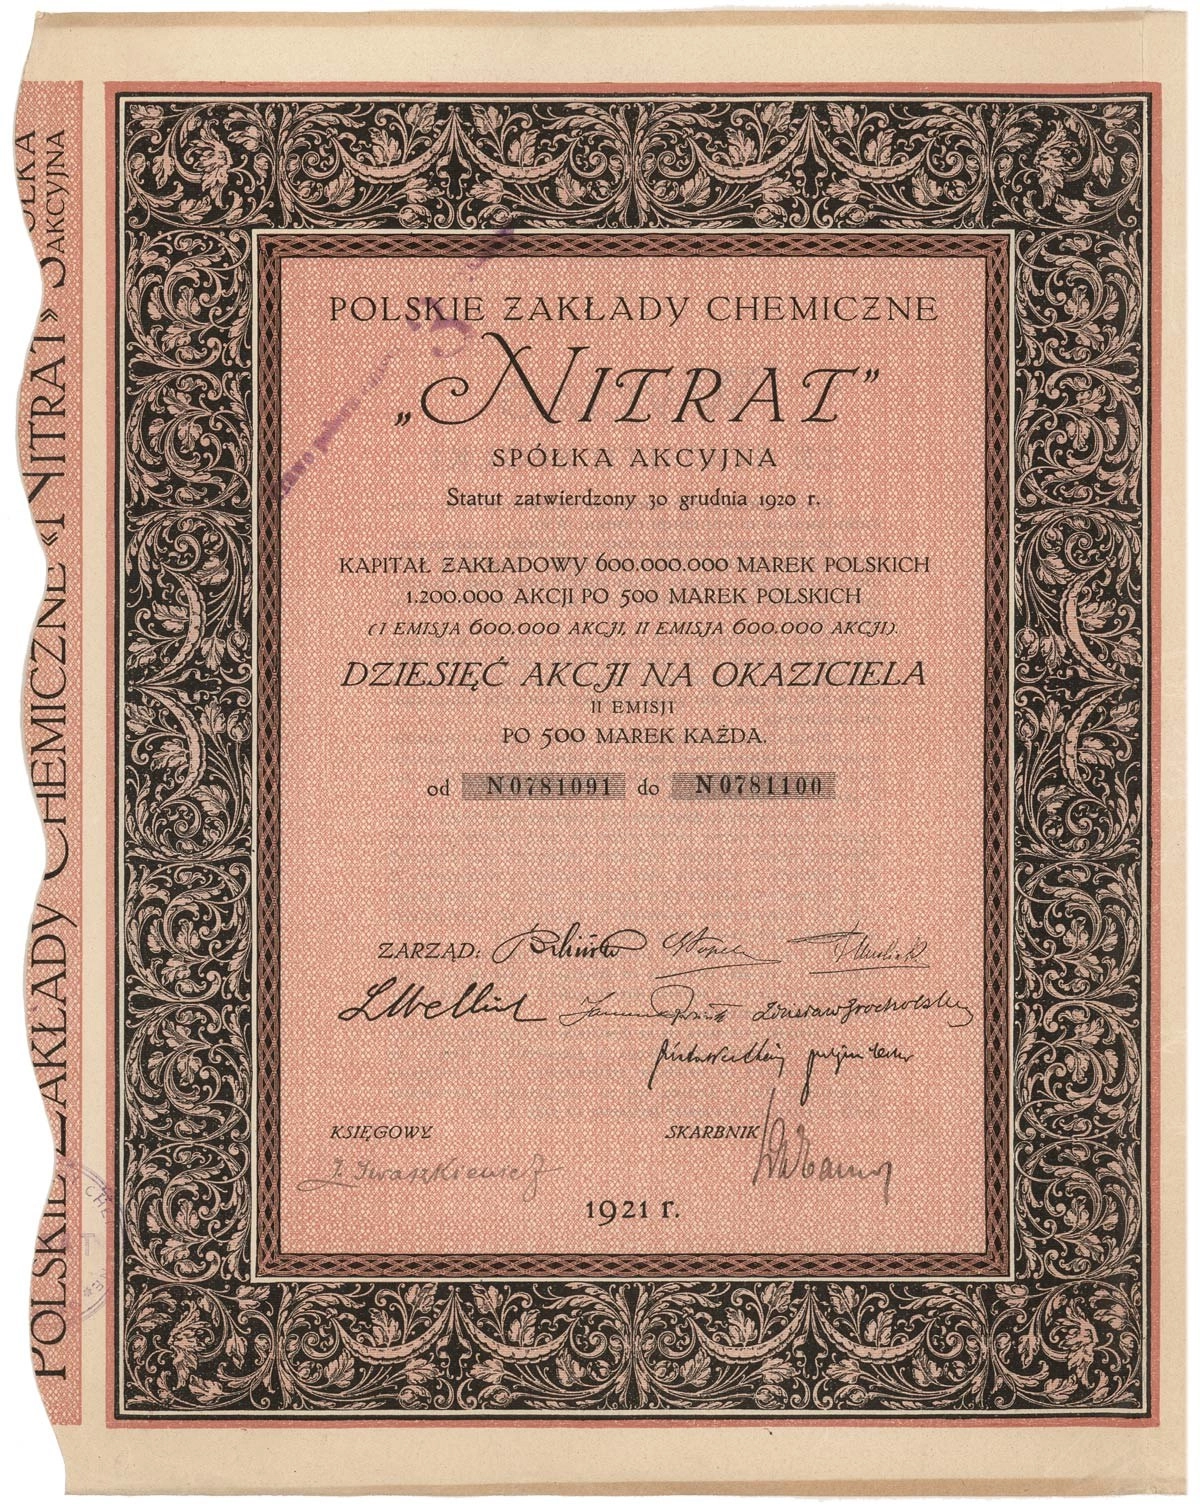 POLSKIE ZAKŁADY CHEMICZNE
„NITRAT”
SPÓŁKA AKCYJNA
Statut zatwierdzony 30 grudnia 1920 r.
KAPITAŁ ZAKŁADOWY 600.000.000 MAREK POLSKICH
1.200.000 AKCJI PO 500 MAREK POLSKICH
(I EMISJA 600.000 AKCJI, II EMISJA 600.000 AKCJI).
DZIESIĘĆ AKCJI NA OKAZICIELA
II EMISJI
PO 500 MAREK KAŻDA.
od N0781091 do N0781100
ZARZĄD:
KSIĘGOWY SKARBNIK
J. Iwaszkiewicz
1921 r.
POLSKIE ZAKŁADY CHEMICZNE «NITRAT» SPÓŁKA AKCYJNA